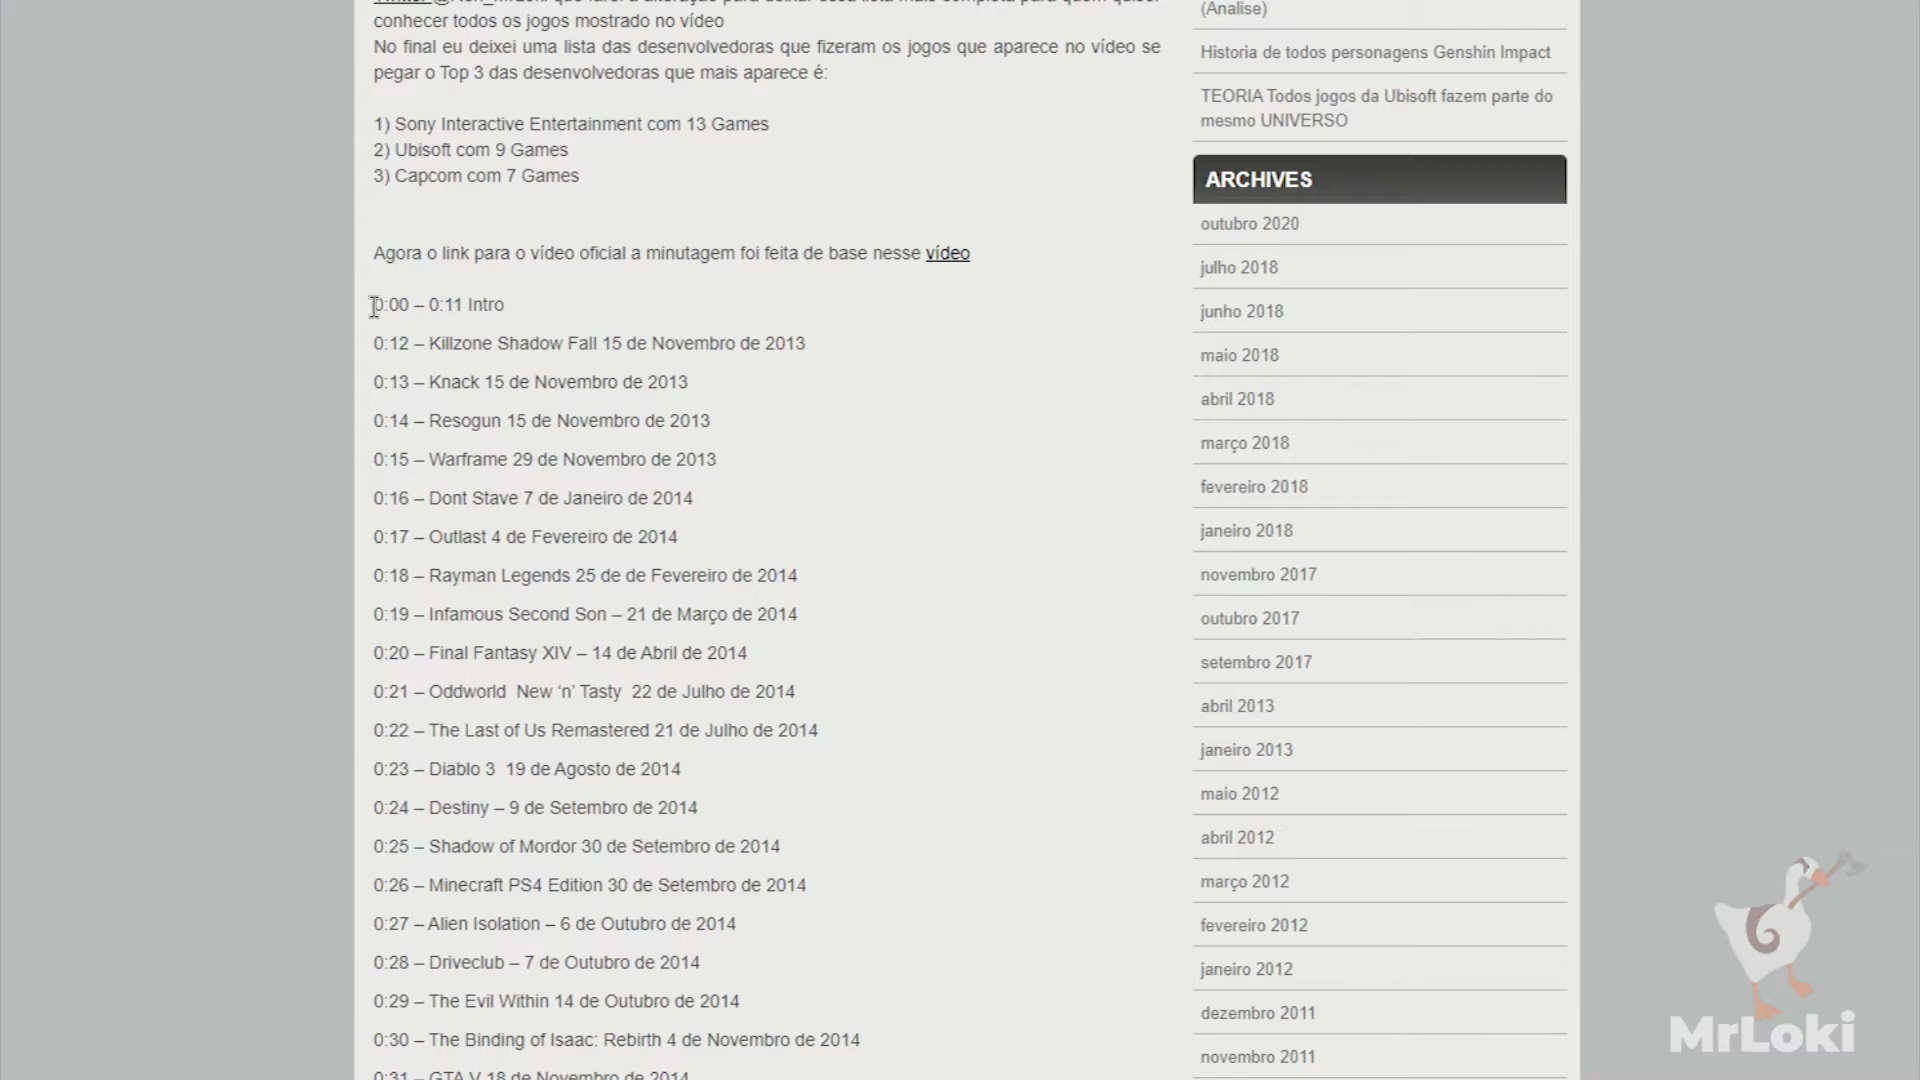 conhecer todos os jogos mostrado no vídeo
No final eu deixei uma lista das desenvolvedoras que fizeram os jogos que aparece no vídeo se
pegar o Top 3 das desenvolvedoras que mais aparece é:
1) Sony Interactive Entertainment com 13 Games
2) Ubisoft com 9 Games
3) Capcom com 7 Games
Agora o link para o vídeo oficial a minutagem foi feita de base nesse vídeo
0:00 – 0:11 Intro
0:12 – Killzone Shadow Fall 15 de Novembro de 2013
0:13 – Knack 15 de Novembro de 2013
0:14 – Resogun 15 de Novembro de 2013
0:15 – Warframe 29 de Novembro de 2013
0:16 – Dont Stave 7 de Janeiro de 2014
0:17 – Outlast 4 de Fevereiro de 2014
0:18 – Rayman Legends 25 de de Fevereiro de 2014
0:19 – Infamous Second Son – 21 de Março de 2014
0:20 – Final Fantasy XIV – 14 de Abril de 2014
0:21 – Oddworld  New ‘n’ Tasty  22 de Julho de 2014
0:22 – The Last of Us Remastered 21 de Julho de 2014
0:23 – Diablo 3  19 de Agosto de 2014
0:24 – Destiny – 9 de Setembro de 2014
0:25 – Shadow of Mordor 30 de Setembro de 2014
0:26 – Minecraft PS4 Edition 30 de Setembro de 2014
0:27 – Alien Isolation – 6 de Outubro de 2014
0:28 – Driveclub – 7 de Outubro de 2014
0:29 – The Evil Within 14 de Outubro de 2014
0:30 – The Binding of Isaac: Rebirth 4 de Novembro de 2014
0:31 – GTA V 18 de Novembro de 2014
(Analise)
Historia de todos personagens Genshin Impact
TEORIA Todos jogos da Ubisoft fazem parte do
mesmo UNIVERSO
ARCHIVES
outubro 2020
julho 2018
junho 2018
maio 2018
abril 2018
março 2018
fevereiro 2018
janeiro 2018
novembro 2017
outubro 2017
setembro 2017
abril 2013
janeiro 2013
maio 2012
abril 2012
março 2012
fevereiro 2012
janeiro 2012
dezembro 2011
novembro 2011
MrLoki